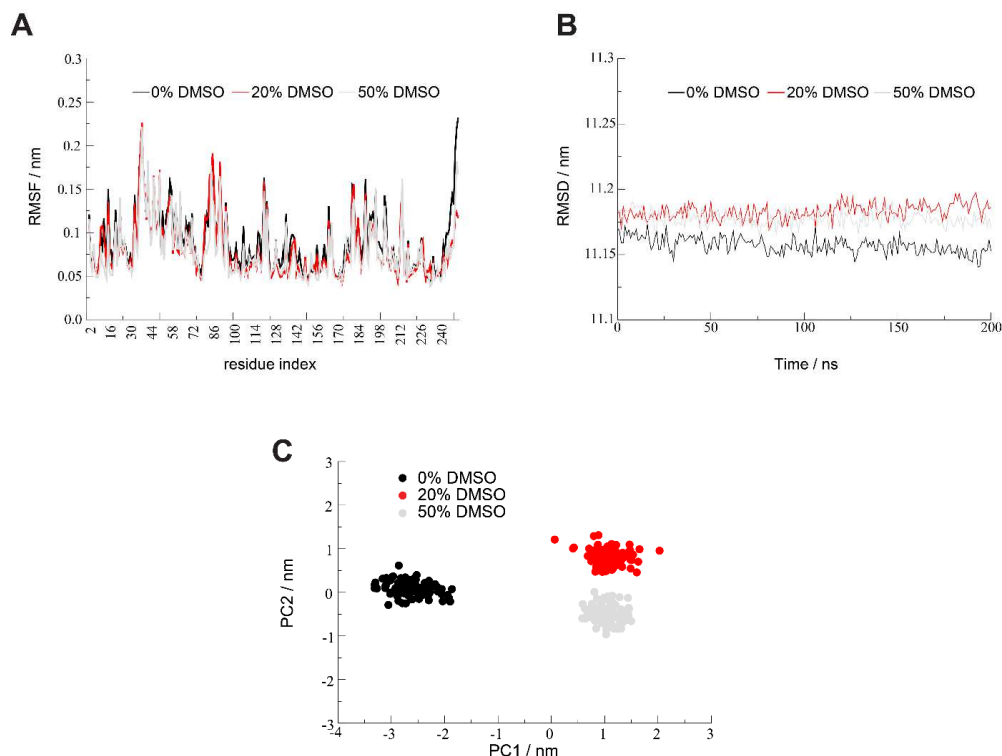 A
0.3
0.25
0.2
0.15
0.1
0.05
0.0
RMSF / nm
0% DMSO 20% DMSO 50% DMSO
2 16 30 44 58 72 86 100 114 128 142 156 170 184 198 212 226 240
residue index
B
11.3
11.25
11.2
11.15
11.1
RMSD / nm
0% DMSO 20% DMSO 50% DMSO
0 50 100 150 200
Time / ns
C
3
2
1
0
-1
-2
-3
PC2 / nm
0% DMSO
20% DMSO
50% DMSO
-4 -3 -2 -1 0 1 2 3
PC1 / nm